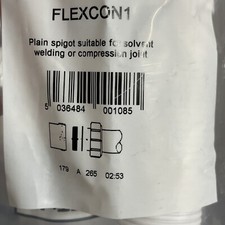 FLEXCON1
Plain spigot suitable for solvent
welding or compression joint
5 036484 001085
179 A 265 02:53